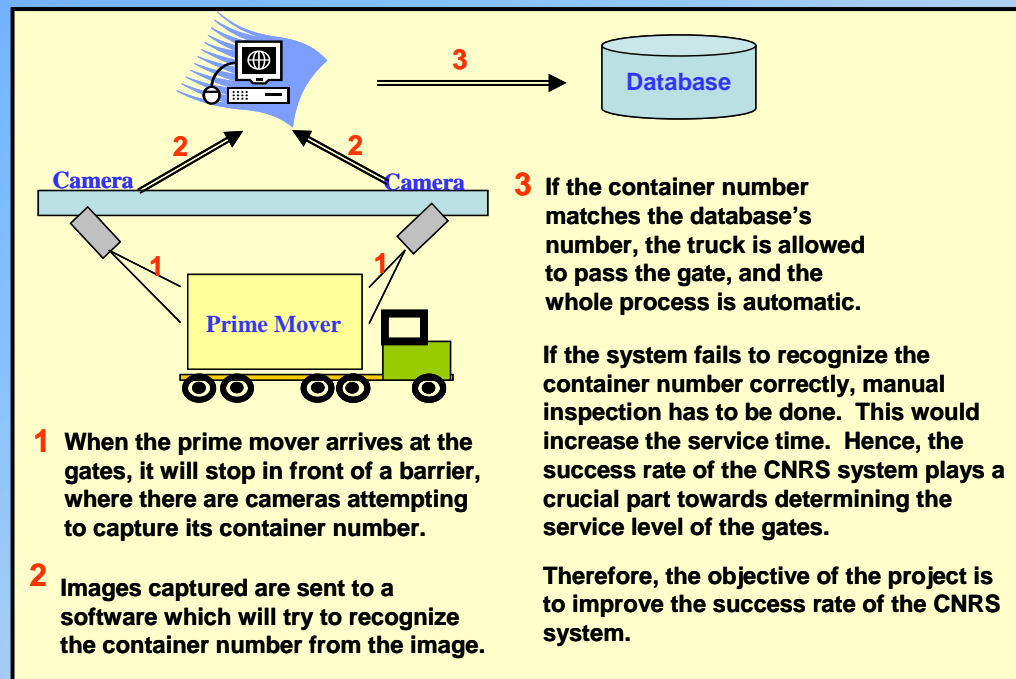 3
Database
2
2
Camera
Camera
1
1
Prime Mover
1 When the prime mover arrives at the
gates, it will stop in front of a barrier,
where there are cameras attempting
to capture its container number.
2 Images captured are sent to a
software which will try to recognize
the container number from the image.
3 If the container number
matches the database's
number, the truck is allowed
to pass the gate, and the
whole process is automatic.
If the system fails to recognize the
container number correctly, manual
inspection has to be done. This would
increase the service time. Hence, the
success rate of the CNRS system plays a
crucial part towards determining the
service level of the gates.
Therefore, the objective of the project is
to improve the success rate of the CNRS
system.